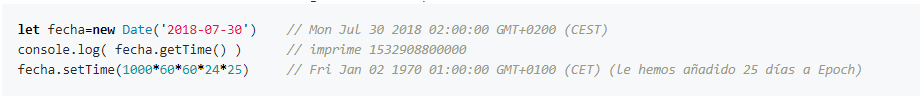 let fecha=new Date('2018-07-30')    // Mon Jul 30 2018 02:00:00 GMT+0200 (CEST)
console.log( fecha.getTime() )      // imprime 1532908800000
fecha.setTime(1000*60*60*24*25)     // Fri Jan 02 1970 01:00:00 GMT+0100 (CET) (le hemos añadido 25 días a Epoch)